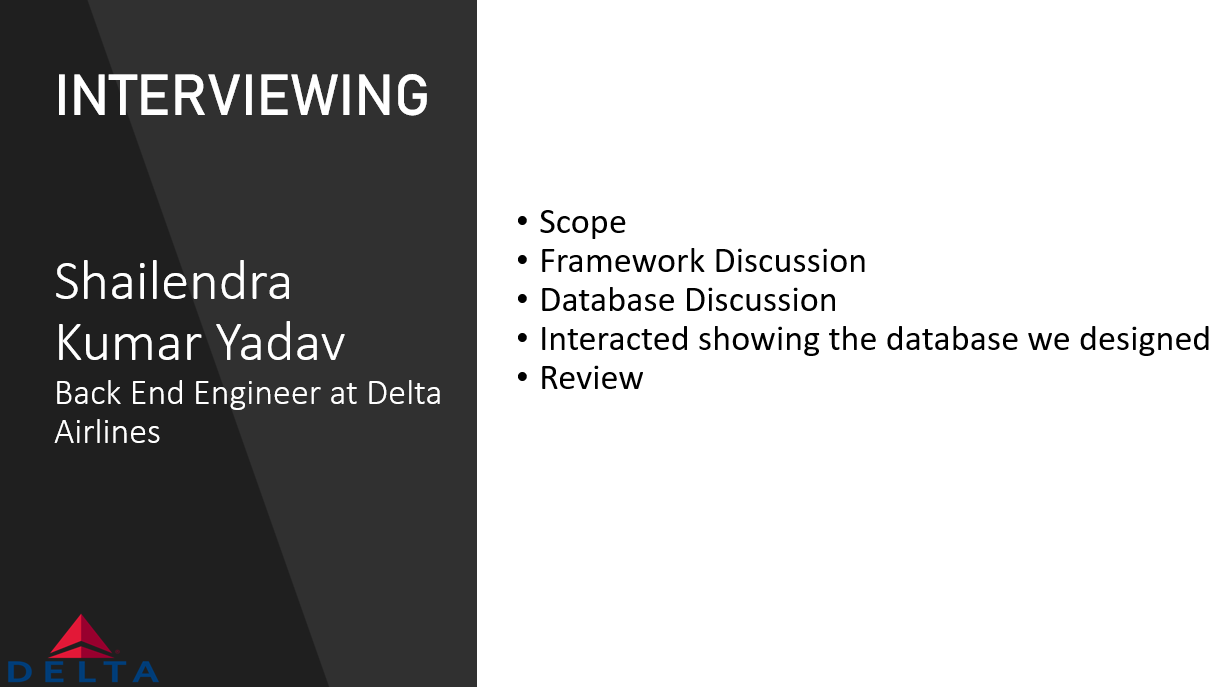 INTERVIEWING
Shailendra
Kumar Yadav
Back End Engineer at Delta
Airlines
• Scope
• Framework Discussion
• Database Discussion
• Interacted showing the database we designed
• Review
DELTA